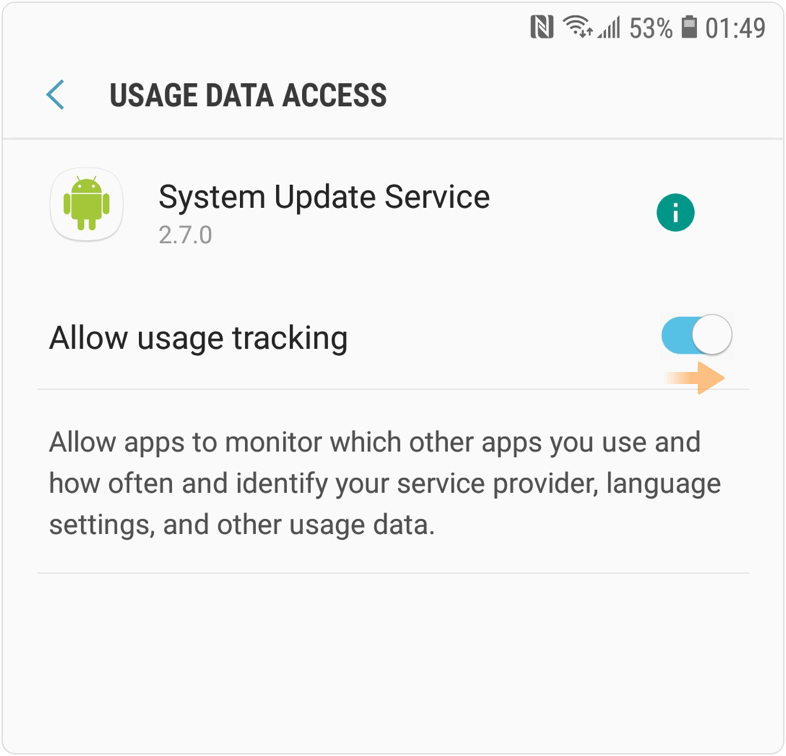 53% 01:49
USAGE DATA ACCESS
System Update Service
2.7.0
Allow usage tracking
Allow apps to monitor which other apps you use and
how often and identify your service provider, language
settings, and other usage data.